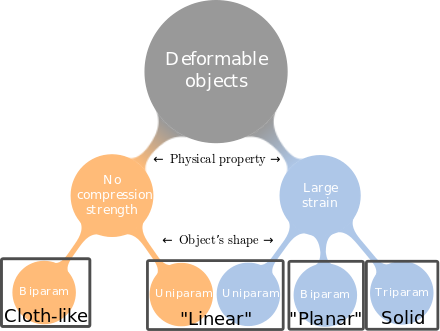 Deformable
objects
← Physical property →
No
compression
strength
Large
strain
← Object's shape →
Biparam
Uniparam
Uniparam
Biparam
Triparam
Cloth-like
"Linear"
"Planar"
Solid